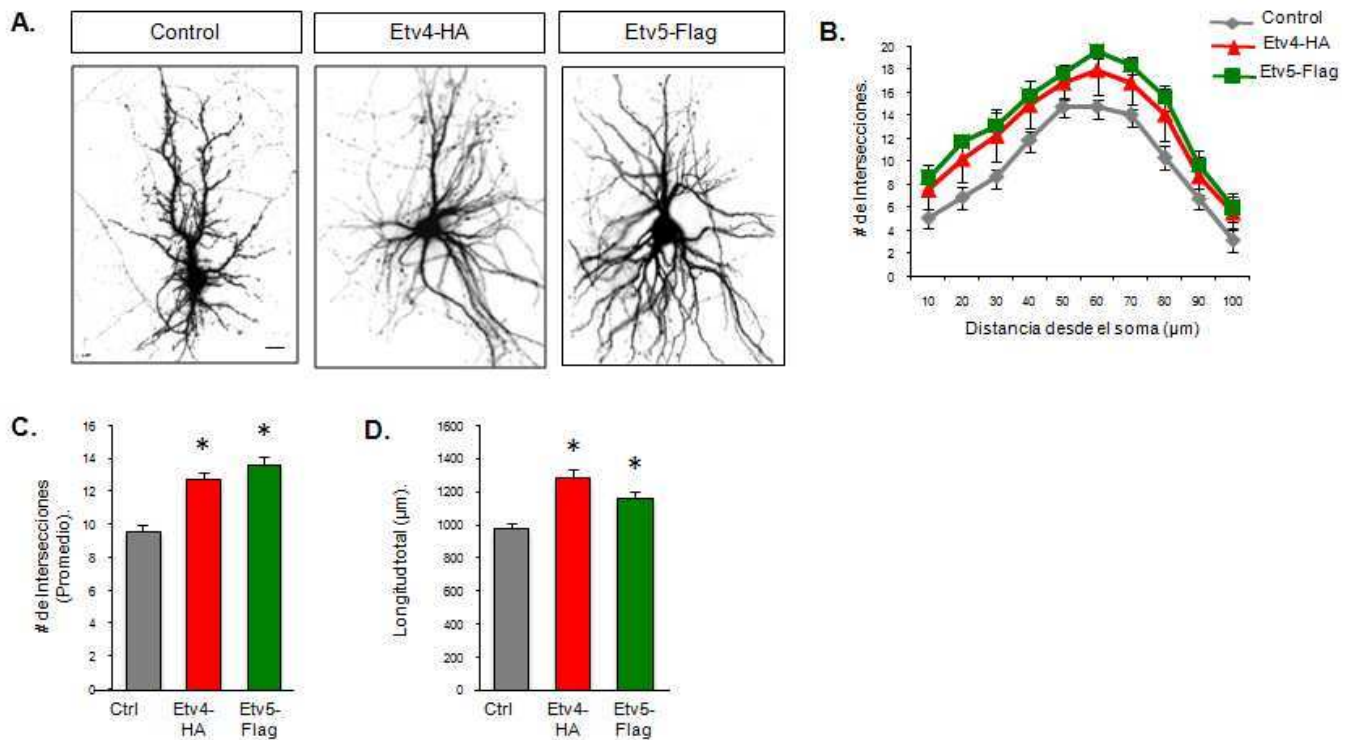 A.
Control
Etv4-HA
Etv5-Flag
B.
Control
Etv4-HA
Etv5-Flag
# de Intersecciones.
20
18
16
14
12
10
8
6
4
2
0
10 20 30 40 50 60 70 80 90 100
Distancia desde el soma (µm)
C.
# de Intersecciones
(Promedio).
16
14
12
10
8
6
4
2
0
* *
Ctrl Etv4-HA Etv5-Flag
D.
Longitud total (µm).
1600
1400
1200
1000
800
600
400
200
0
* *
Ctrl Etv4-HA Etv5-Flag